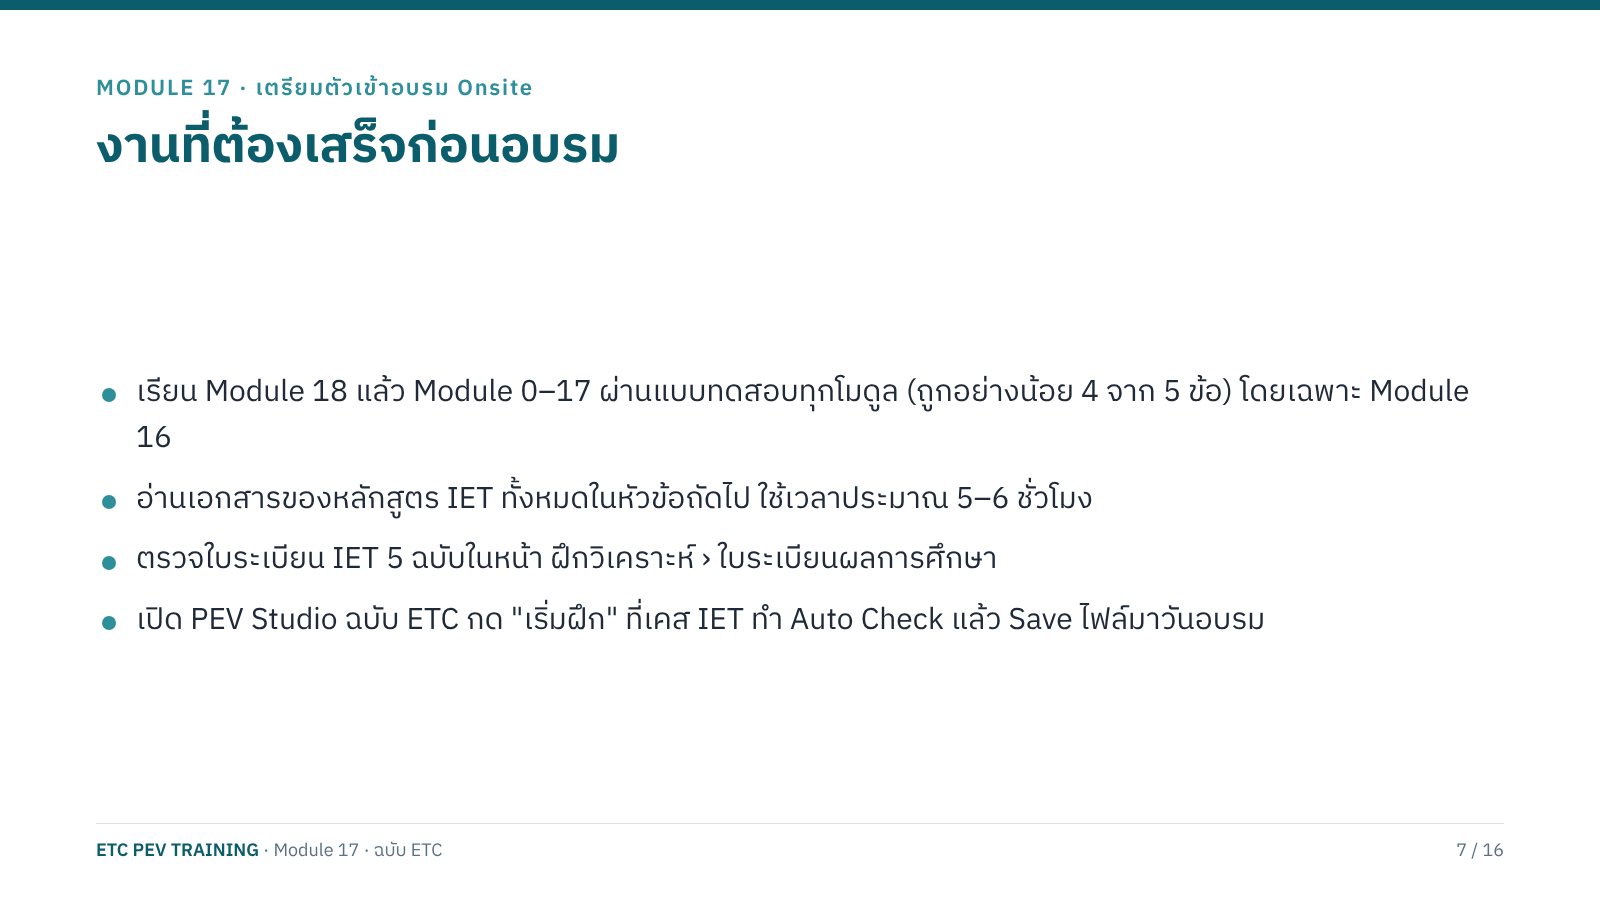 MODULE 17 · เตรียมตัวเข้าอบรม Onsite
งานที่ต้องเสร็จก่อนอบรม
เรียน Module 18 แล้ว Module 0–17 ผ่านแบบทดสอบทุกโมดูล (ถูกอย่างน้อย 4 จาก 5 ข้อ) โดยเฉพาะ Module
16
อ่านเอกสารของหลักสูตร IET ทั้งหมดในหัวข้อถัดไป ใช้เวลาประมาณ 5–6 ชั่วโมง
ตรวจใบระเบียน IET 5 ฉบับในหน้า ฝึกวิเคราะห์ › ใบระเบียนผลการศึกษา
เปิด PEV Studio ฉบับ ETC กด "เริ่มฝึก" ที่เคส IET ทำ Auto Check แล้ว Save ไฟล์มาวันอบรม
ETC PEV TRAINING · Module 17 · ฉบับ ETC
7 / 16